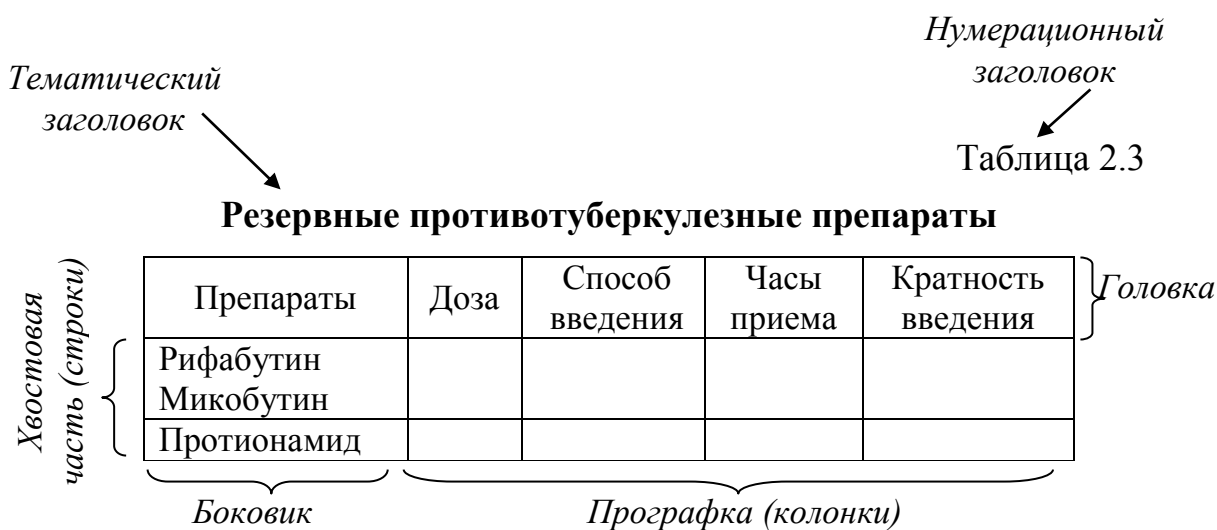 Нумерационный
заголовок
Тематический
заголовок
Таблица 2.3
Резервные противотуберкулезные препараты
Хвостовая
часть (строки)
Препараты
Доза
Способ
введения
Часы
приема
Кратность
введения
Головка
Рифабутин
Микобутин
Протионамид
Боковик
Прографка (колонки)